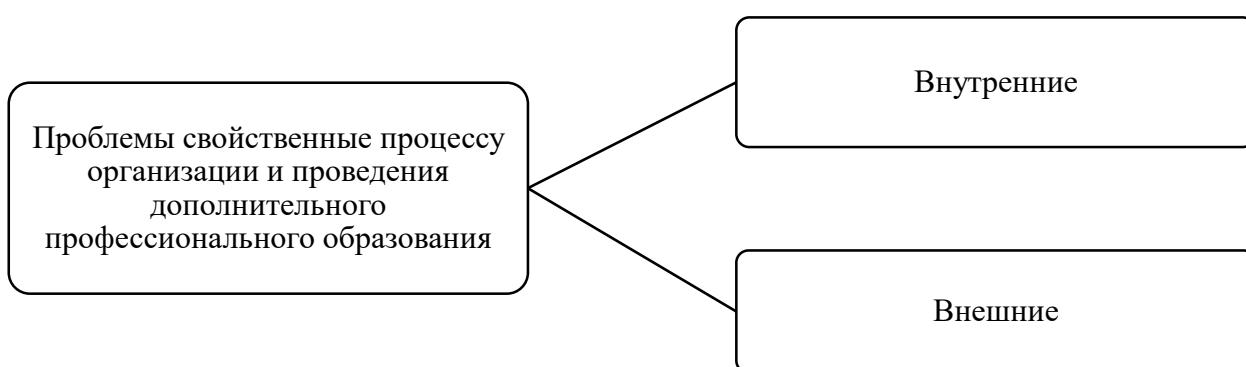 Проблемы свойственные процессу
организации и проведения
дополнительного
профессионального образования
Внутренние
Внешние